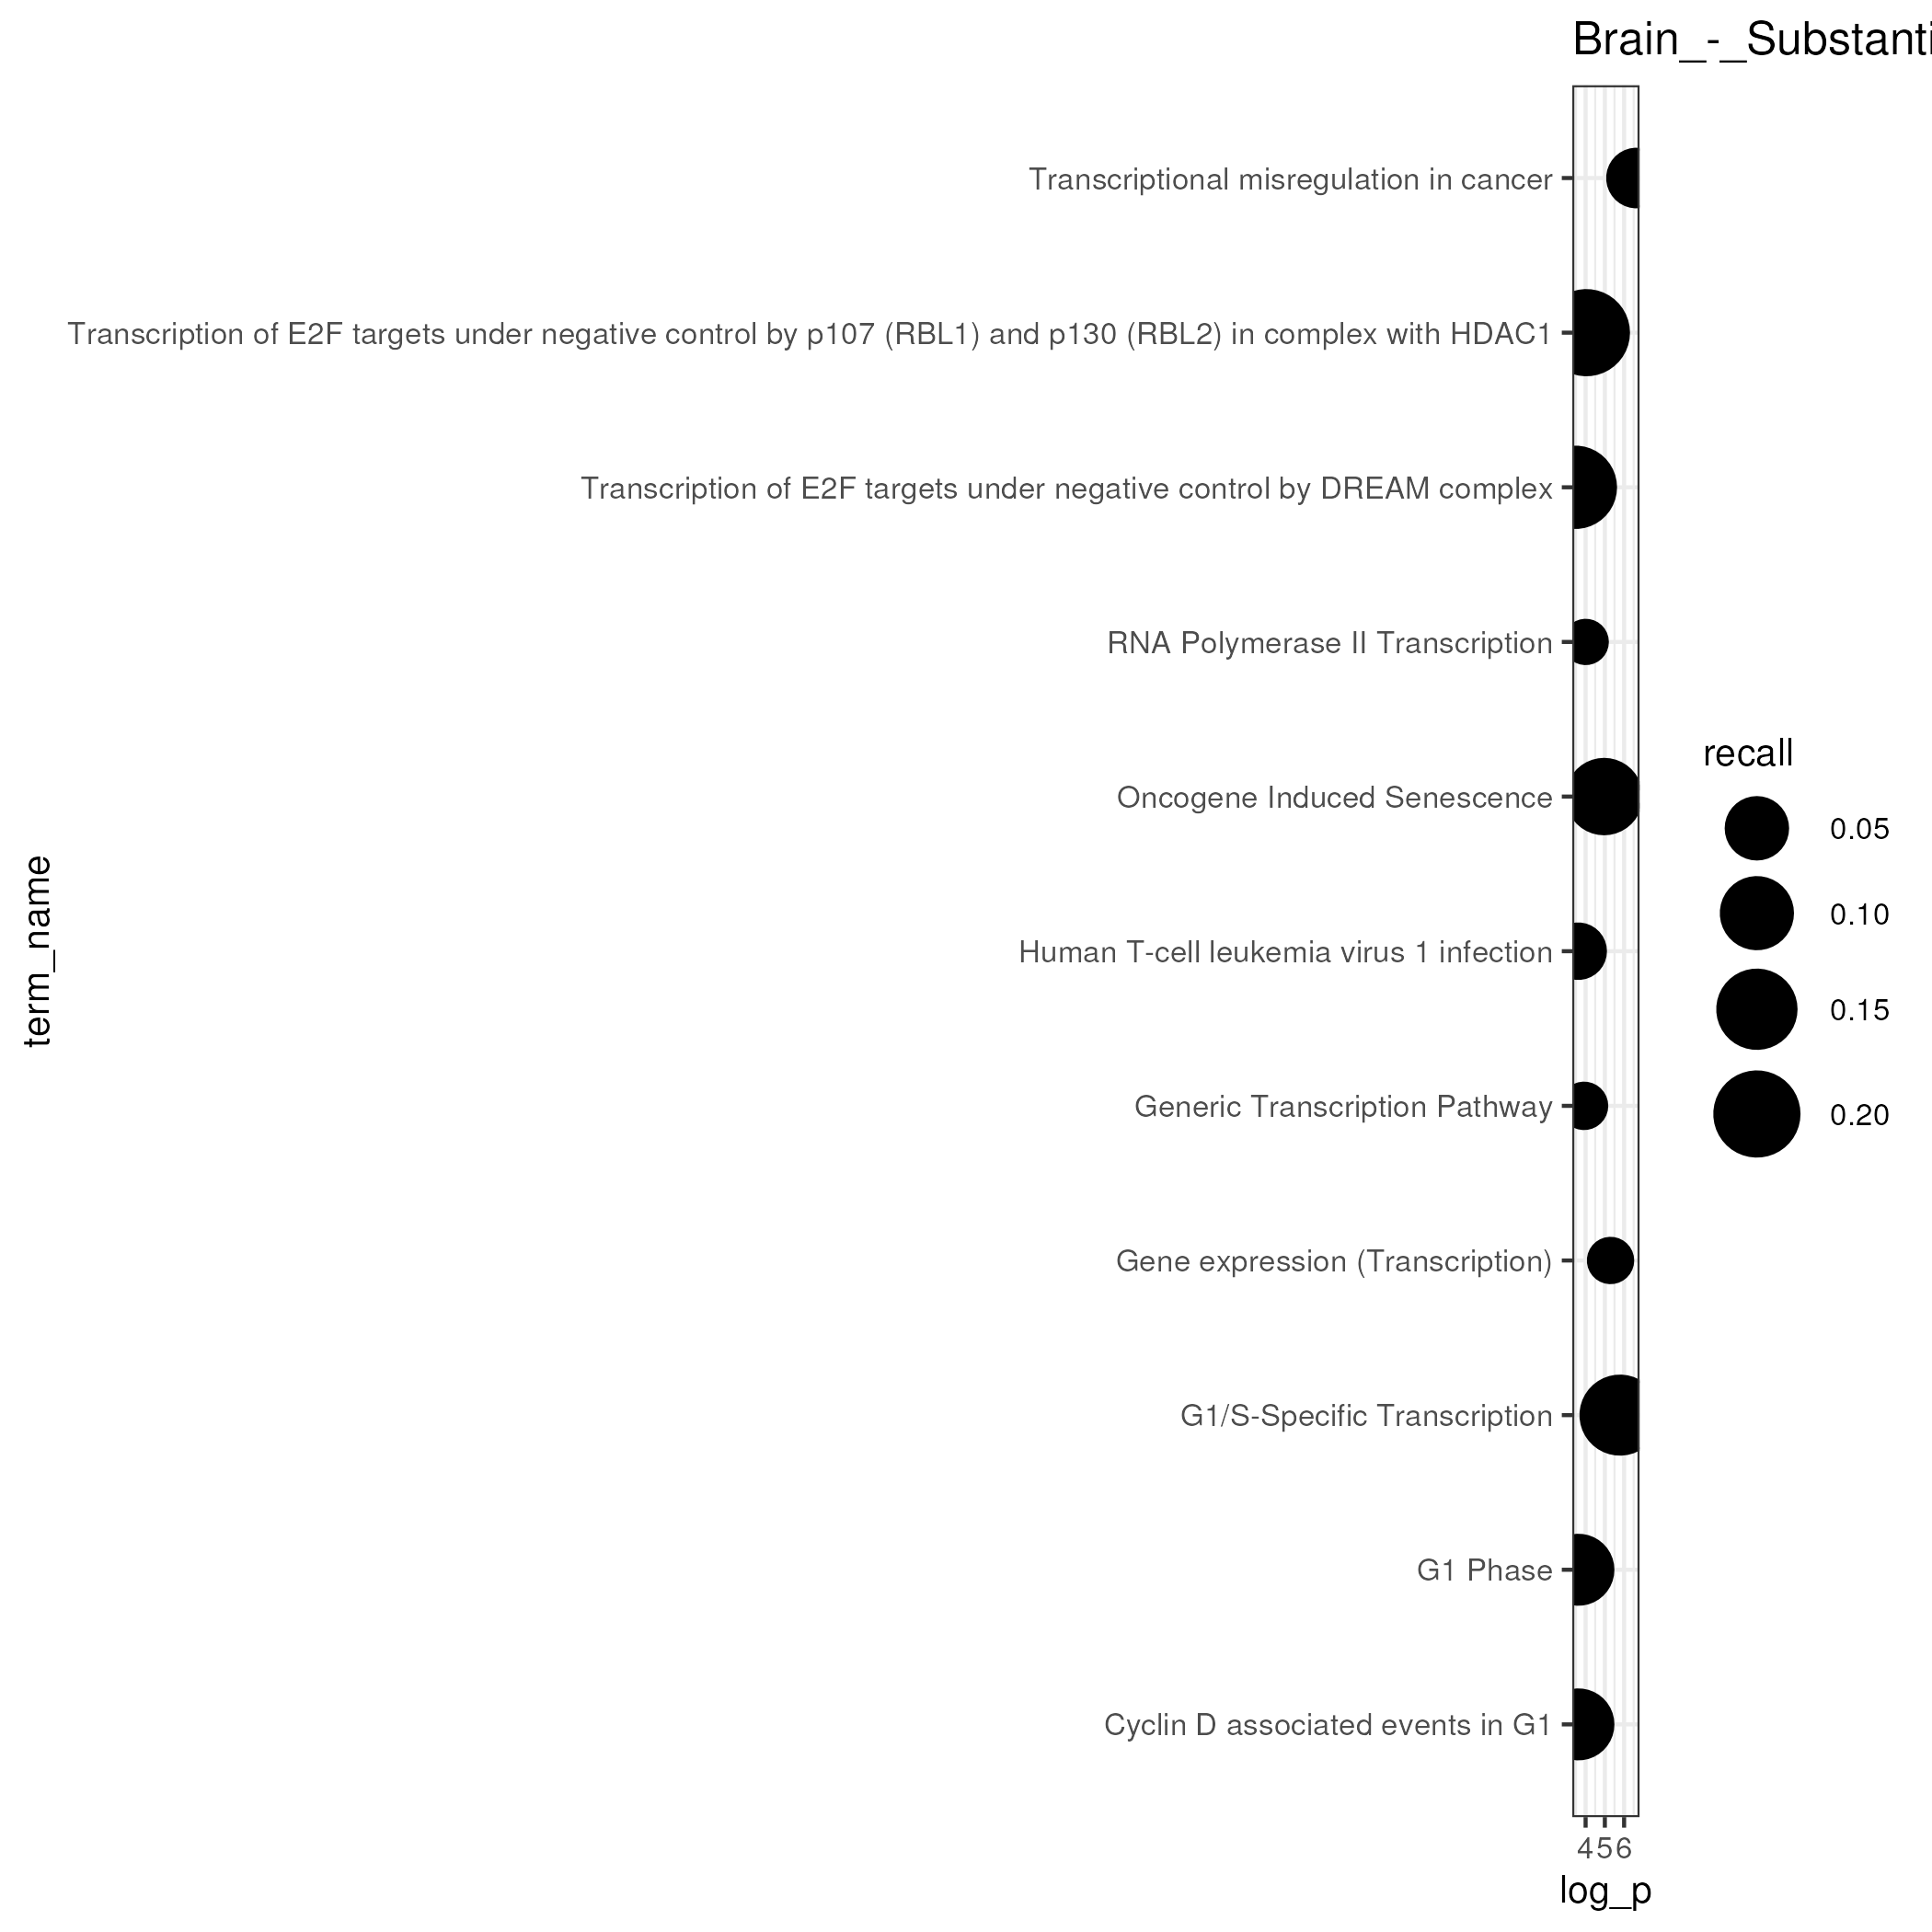 Brain_-_Substanti
Transcriptional misregulation in cancer
Transcription of E2F targets under negative control by p107 (RBL1) and p130 (RBL2) in complex with HDAC1
Transcription of E2F targets under negative control by DREAM complex
RNA Polymerase II Transcription
Oncogene Induced Senescence
Human T-cell leukemia virus 1 infection
Generic Transcription Pathway
Gene expression (Transcription)
G1/S-Specific Transcription
G1 Phase
Cyclin D associated events in G1
term_name
4 5 6
log_p
recall
0.05
0.10
0.15
0.20